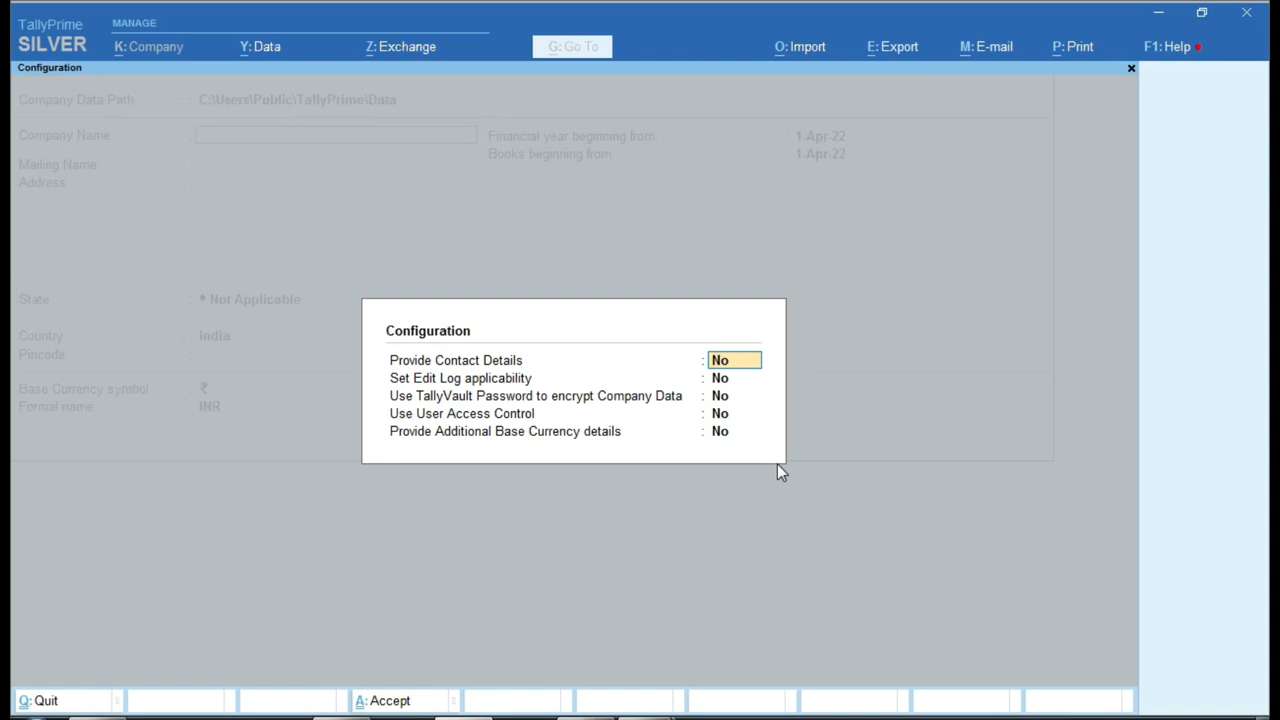 TallyPrime MANAGE
SILVER K: Company Y: Data Z: Exchange G: Go To O: Import E: Export M: E-mail P: Print F1: Help
Configuration
Company Data Path : C:\Users\Public\TallyPrime\Data
Company Name : Financial year beginning from : 1-Apr-22
Books beginning from : 1-Apr-22
Mailing Name :
Address :
State : ♦ Not Applicable
Country : India
Pincode :
Base Currency symbol : ₹
Formal name : INR
Configuration
Provide Contact Details : No
Set Edit Log applicability : No
Use TallyVault Password to encrypt Company Data : No
Use User Access Control : No
Provide Additional Base Currency details : No
Q: Quit A: Accept